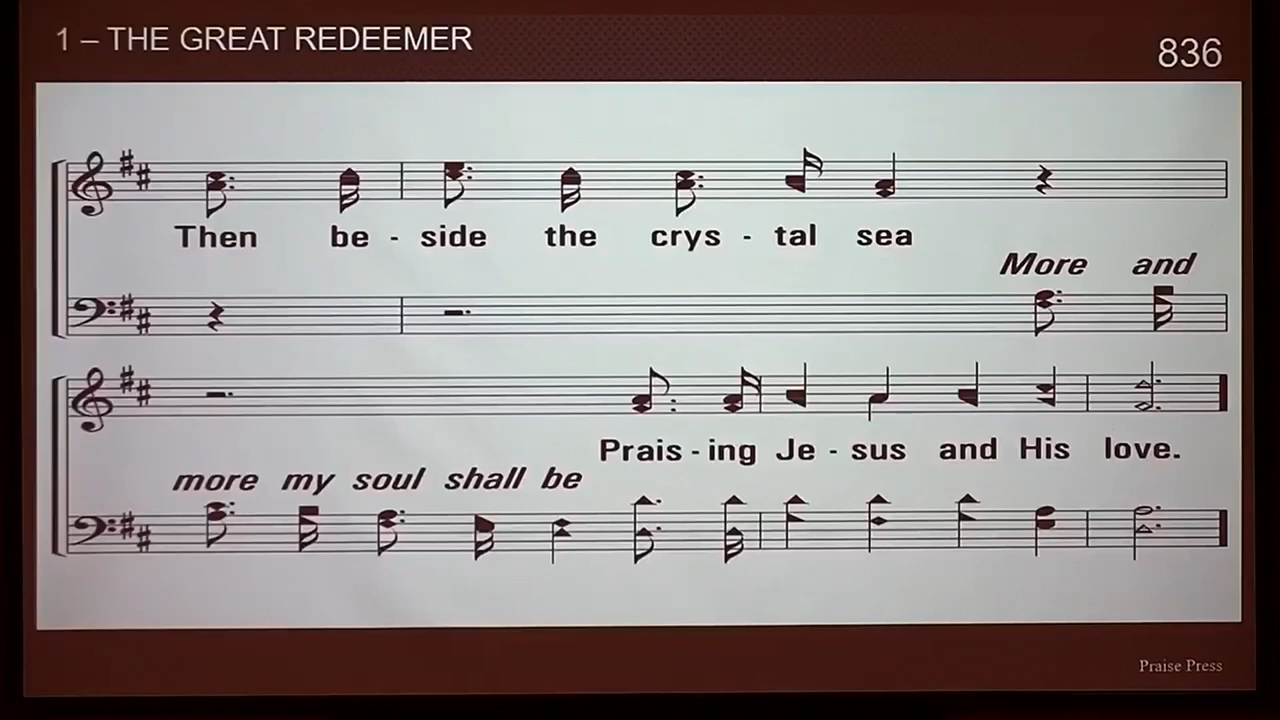 1 – THE GREAT REDEEMER
836
Then be - side the crys - tal sea
More and
Prais - ing Je - sus and His love.
more my soul shall be
Praise Press